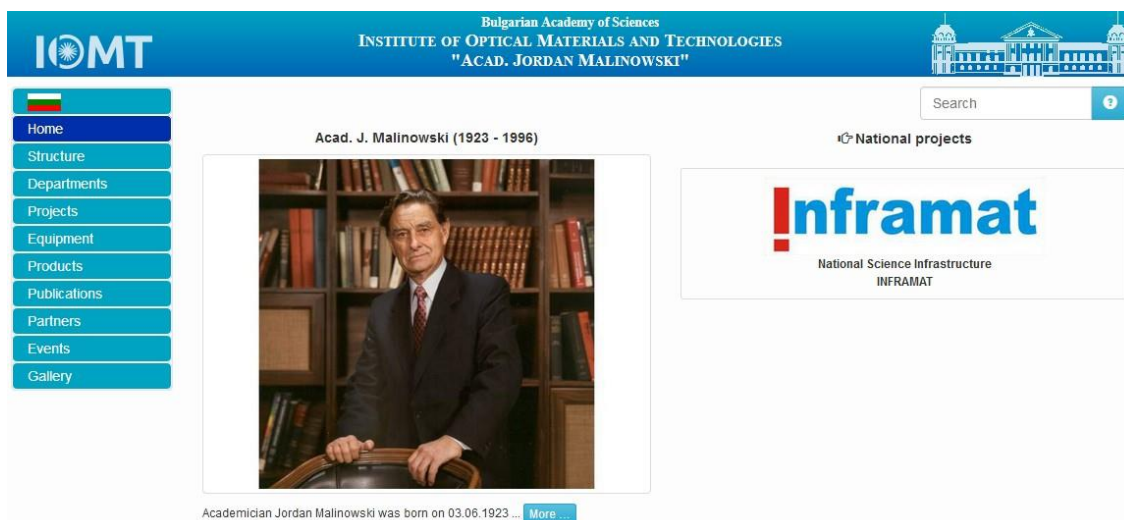 Bulgarian Academy of Sciences
IOMT
INSTITUTE OF OPTICAL MATERIALS AND TECHNOLOGIES
"ACAD. JORDAN MALINOWSKI"
Search
Home
Structure
Departments
Projects
Equipment
Products
Publications
Partners
Events
Gallery
Acad. J. Malinowski (1923 - 1996)
Academician Jordan Malinowski was born on 03.06.1923 ... More ...
National projects
Inframat
National Science Infrastructure
INFRAMAT